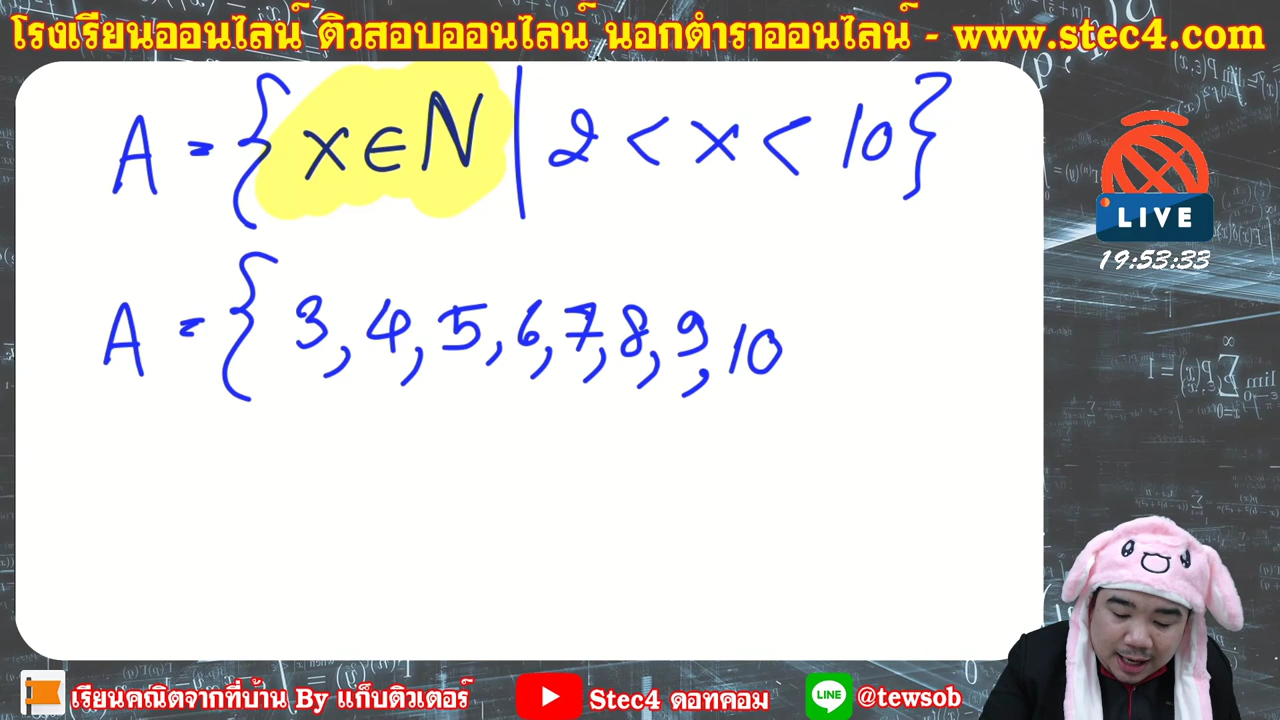 โรงเรียนออนไลน์ ติวสอบออนไลน์ นอกตำราออนไลน์ - www.stec4.com
A = { x ∈ N | 2 < x < 10 }
LIVE
19:53:33
A = { 3, 4, 5, 6, 7, 8, 9, 10
เรียนคณิตจากที่บ้าน By แก็บติวเตอร์
Stec4 ดอทคอม
LINE
@tewsob